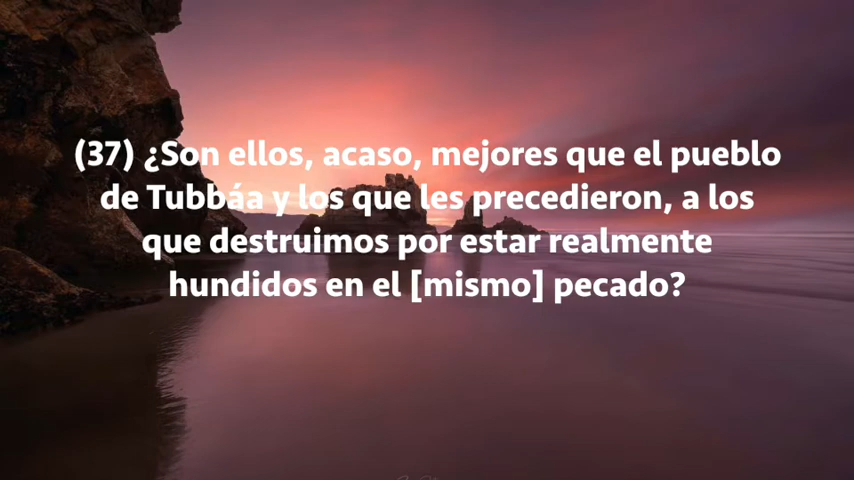 (37) ¿Son ellos, acaso, mejores que el pueblo
de Tubbáa y los que les precedieron, a los
que destruimos por estar realmente
hundidos en el [mismo] pecado?